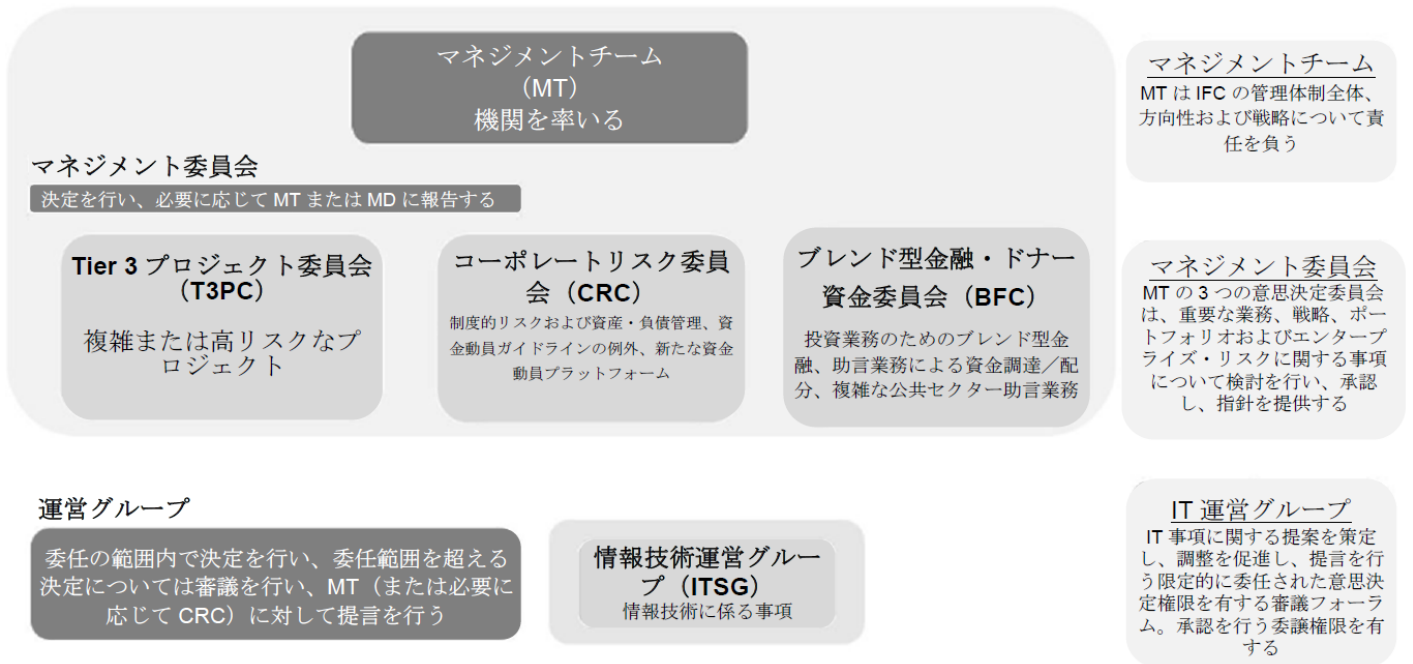 マネジメントチーム
（MT）
機関を率いる
マネジメント委員会
決定を行い、必要に応じて MT または MD に報告する
Tier 3 プロジェクト委員会
（T3PC）
複雑または高リスクなプ
ロジェクト
コーポレートリスク委員
会（CRC）
制度的リスクおよび資産・負債管理、資
金動員ガイドラインの例外、新たな資金
動員プラットフォーム
ブレンド型金融・ドナー
資金委員会（BFC）
投資業務のためのブレンド型金
融、助言業務による資金調達／配
分、複雑な公共セクター助言業務
マネジメントチーム
MT は IFC の管理体制全体、
方向性および戦略について責
任を負う
マネジメント委員会
MT の 3 つの意思決定委員会
は、重要な業務、戦略、ポー
トフォリオおよびエンタープ
ライズ・リスクに関する事項
について検討を行い、承認
し、指針を提供する
運営グループ
委任の範囲内で決定を行い、委任範囲を超える
決定については審議を行い、MT（または必要に
応じて CRC）に対して提言を行う
情報技術運営グルー
プ（ITSG）
情報技術に係る事項
IT 運営グループ
IT 事項に関する提案を策定
し、調整を促進し、提言を行
う限定的に委任された意思決
定権限を有する審議フォーラ
ム。承認を行う委譲権限を有
する